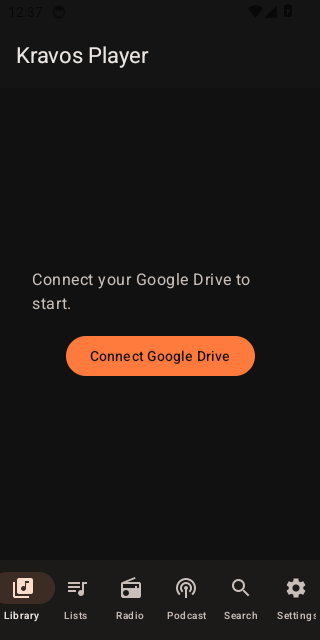 12:37
Kravos Player
Connect your Google Drive to
start.
Connect Google Drive
Library Lists Radio Podcast Search Settings